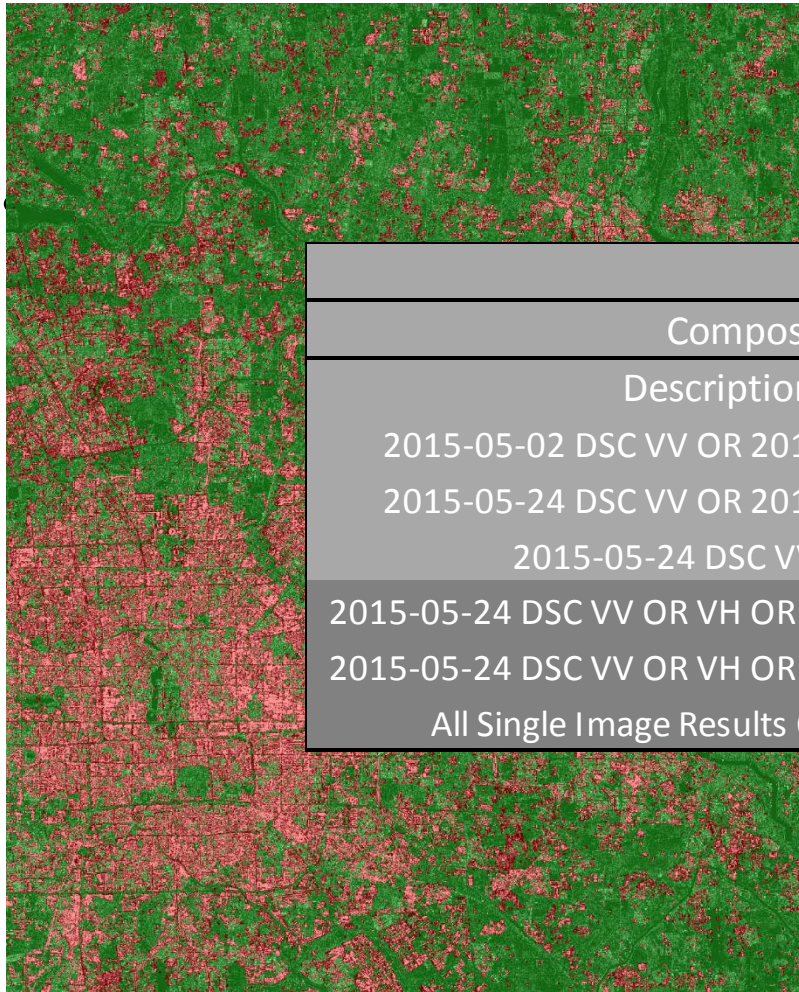 Compos
Description
2015-05-02 DSC VV OR 201
2015-05-24 DSC VV OR 201
2015-05-24 DSC VV
2015-05-24 DSC VV OR VH OR
2015-05-24 DSC VV OR VH OR
All Single Image Results